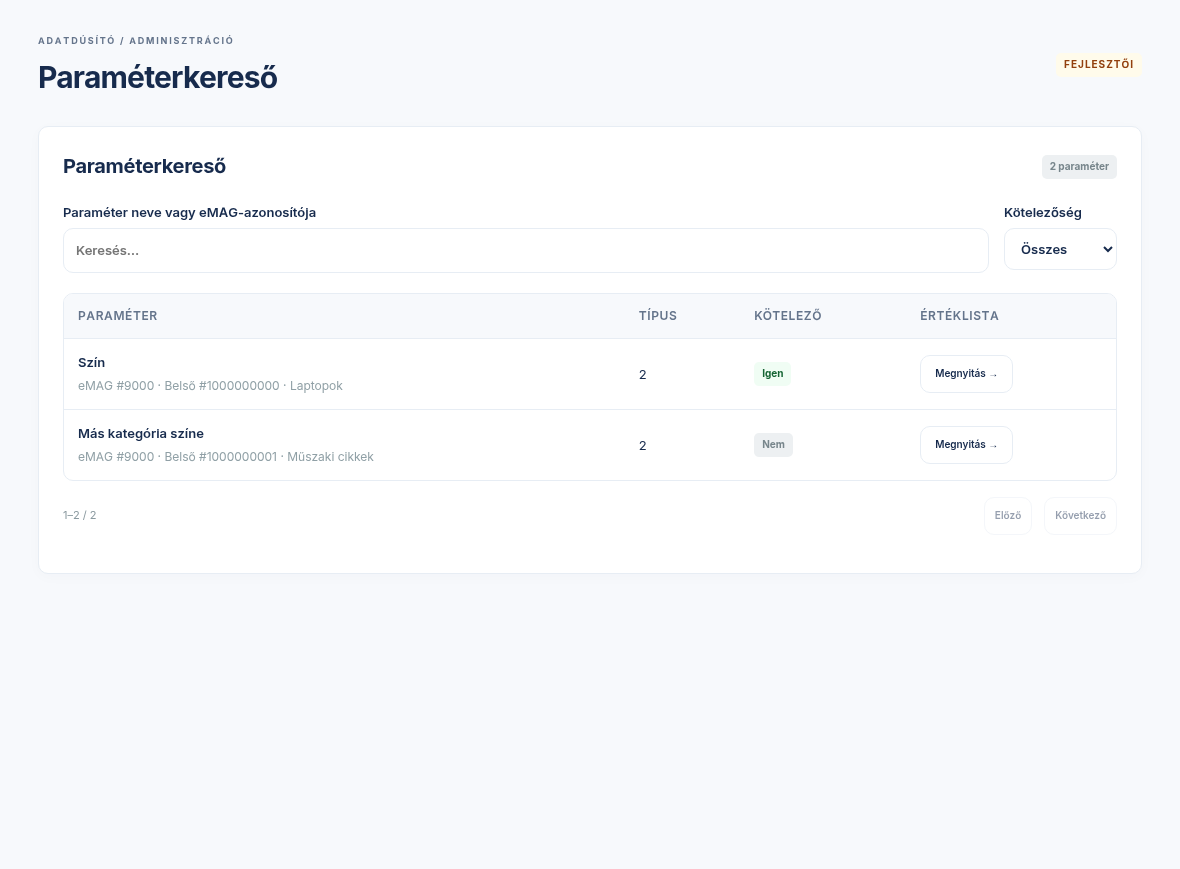 ADATDÚSÍTÓ / ADMINISZTRÁCIÓ
Paraméterkereső
FEJLESZTŐI
Paraméterkereső
2 paraméter
Paraméter neve vagy eMAG-azonosítója
Kötelezőség
Keresés…
Összes
PARAMÉTER TÍPUS KÖTELEZŐ ÉRTÉKLISTA
Szín
eMAG #9000 · Belső #1000000000 · Laptopok
2
Igen
Megnyitás →
Más kategória színe
eMAG #9000 · Belső #1000000001 · Műszaki cikkek
2
Nem
Megnyitás →
1–2 / 2
Előző
Következő